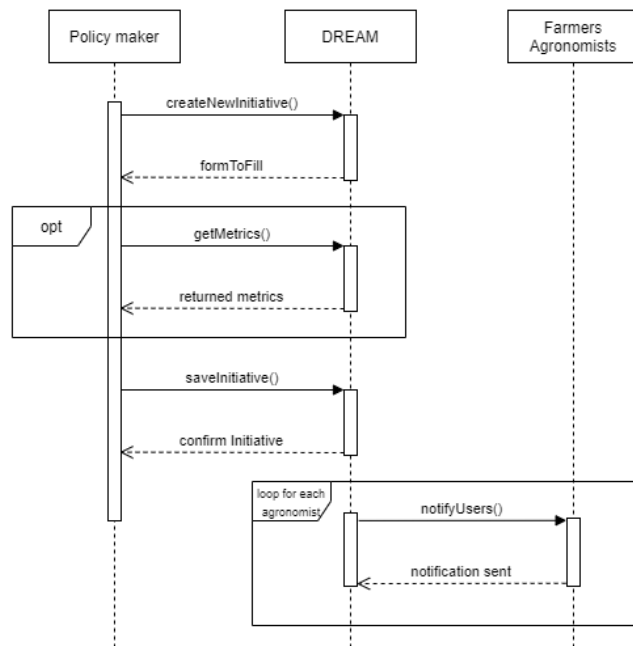 Policy maker
DREAM
Farmers
Agronomists
createNewInitiative()
formToFill
opt
getMetrics()
returned metrics
saveInitiative()
confirm Initiative
loop for each
agronomist
notifyUsers()
notification sent